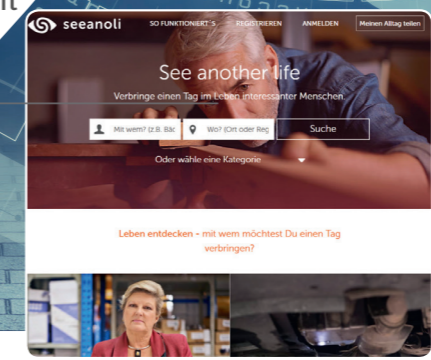 it
seeanoli SO FUNKTIONIERT´S REGISTRIEREN ANMELDEN Meinen Alltag teilen
See another life
Verbringe einen Tag im Leben interessanter Menschen.
Mit wem? (z.B. Bäc Wo? (Ort oder Reg Suche
Oder wähle eine Kategorie
Leben entdecken - mit wem möchtest Du einen Tag
verbringen?